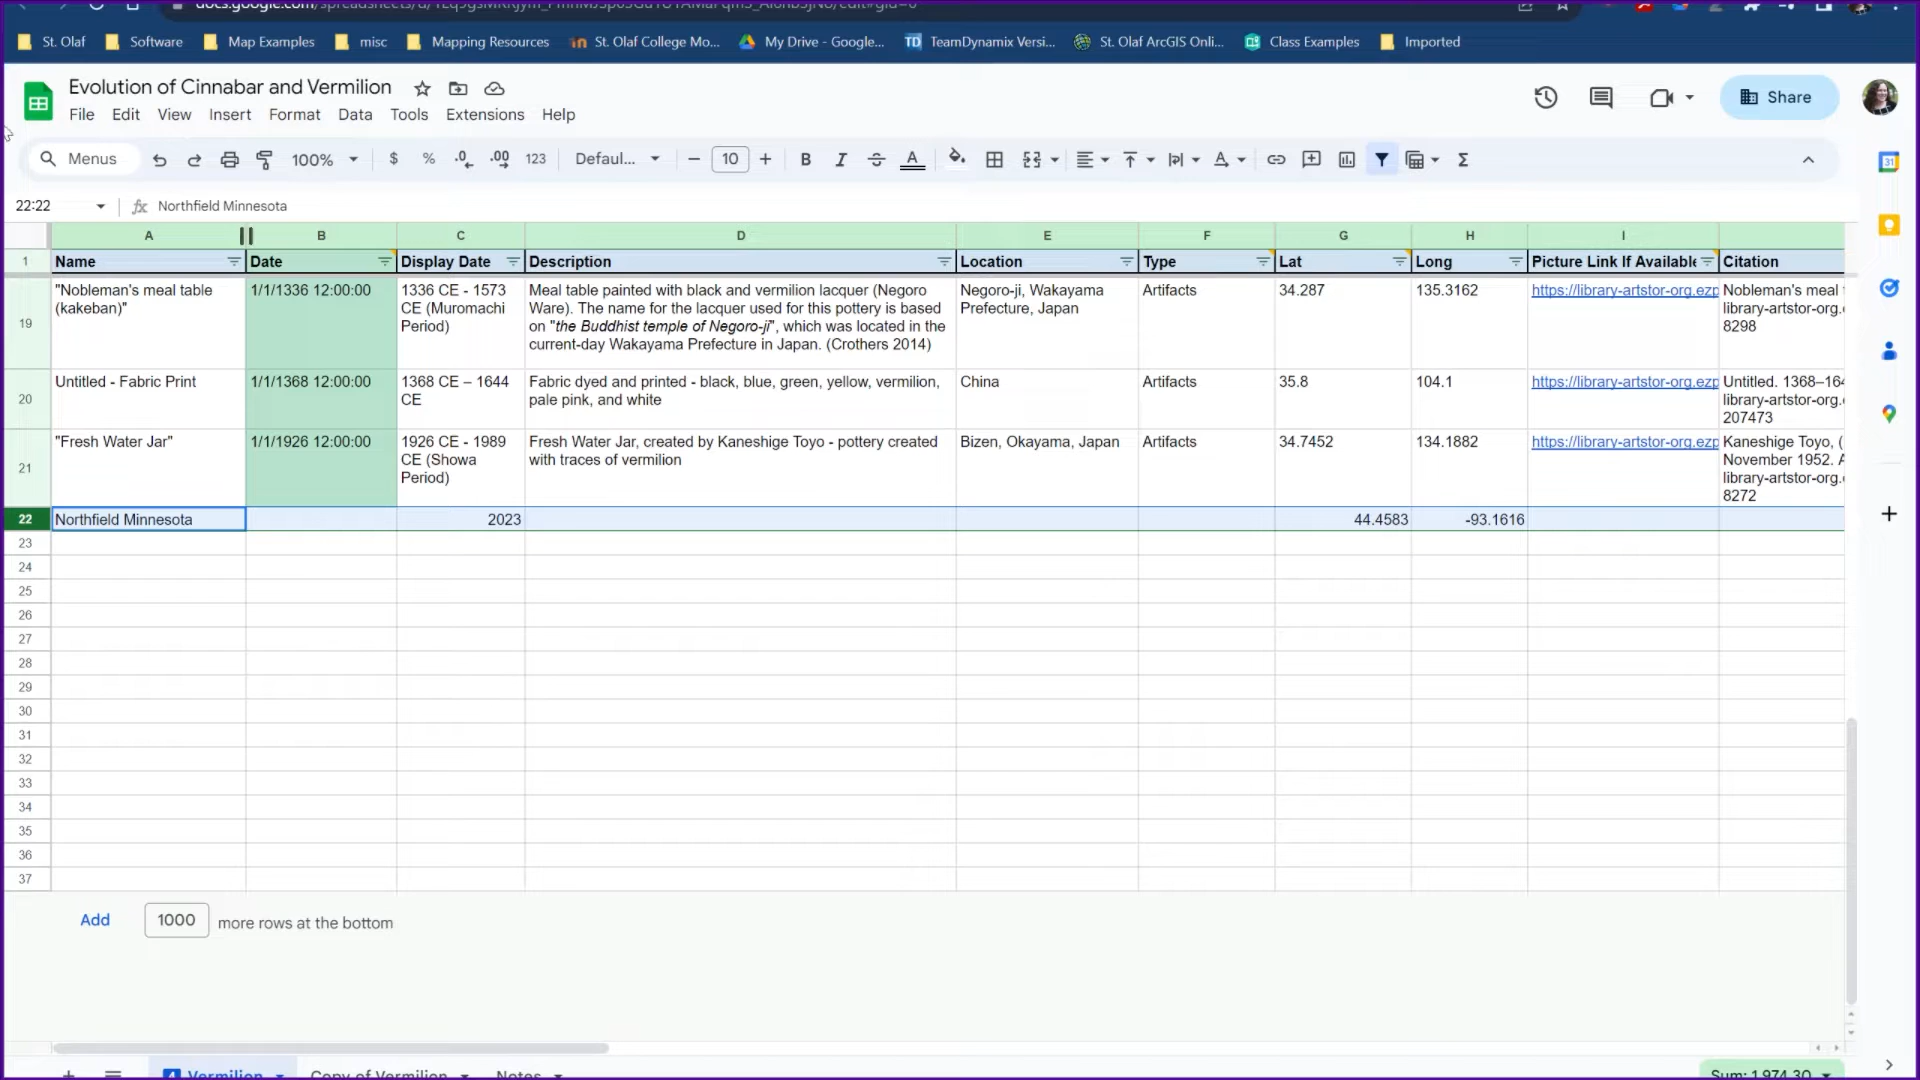 St. Olaf Software Map Examples misc Mapping Resources St. Olaf College Mo... My Drive - Google... TD TeamDynamix Versi... St. Olaf ArcGIS Onli... Class Examples Imported
Evolution of Cinnabar and Vermilion
Share
File Edit View Insert Format Data Tools Extensions Help
Menus 100% $ % .0 .00 123 Defaul... 10 B I A
22:22 fx Northfield Minnesota
A B C D E F G H I
1 Name Date Display Date Description Location Type Lat Long Picture Link If Available Citation
"Nobleman's meal table 1/1/1336 12:00:00 1336 CE - 1573 Meal table painted with black and vermilion lacquer (Negoro Negoro-ji, Wakayama Artifacts 34.287 135.3162 https://library-artstor-org.ezp Nobleman's meal
(kakeban)" CE (Muromachi Ware). The name for the lacquer used for this pottery is based Prefecture, Japan library-artstor-org.
19 Period) on "the Buddhist temple of Negoro-ji", which was located in the 8298
current-day Wakayama Prefecture in Japan. (Crothers 2014)
Untitled - Fabric Print 1/1/1368 12:00:00 1368 CE – 1644 Fabric dyed and printed - black, blue, green, yellow, vermilion, China Artifacts 35.8 104.1 https://library-artstor-org.ezp Untitled. 1368–164
20 CE pale pink, and white library-artstor-org.
207473
"Fresh Water Jar" 1/1/1926 12:00:00 1926 CE - 1989 Fresh Water Jar, created by Kaneshige Toyo - pottery created Bizen, Okayama, Japan Artifacts 34.7452 134.1882 https://library-artstor-org.ezp Kaneshige Toyo, (
CE (Showa with traces of vermilion November 1952. A
21 Period) library-artstor-org.
8272
22 Northfield Minnesota 2023 44.4583 -93.1616
23
24
25
26
27
28
29
30
31
32
33
34
35
36
37
Add 1000 more rows at the bottom
4 Vermilion Copy of Vermilion Notes Sum: 1,974.30